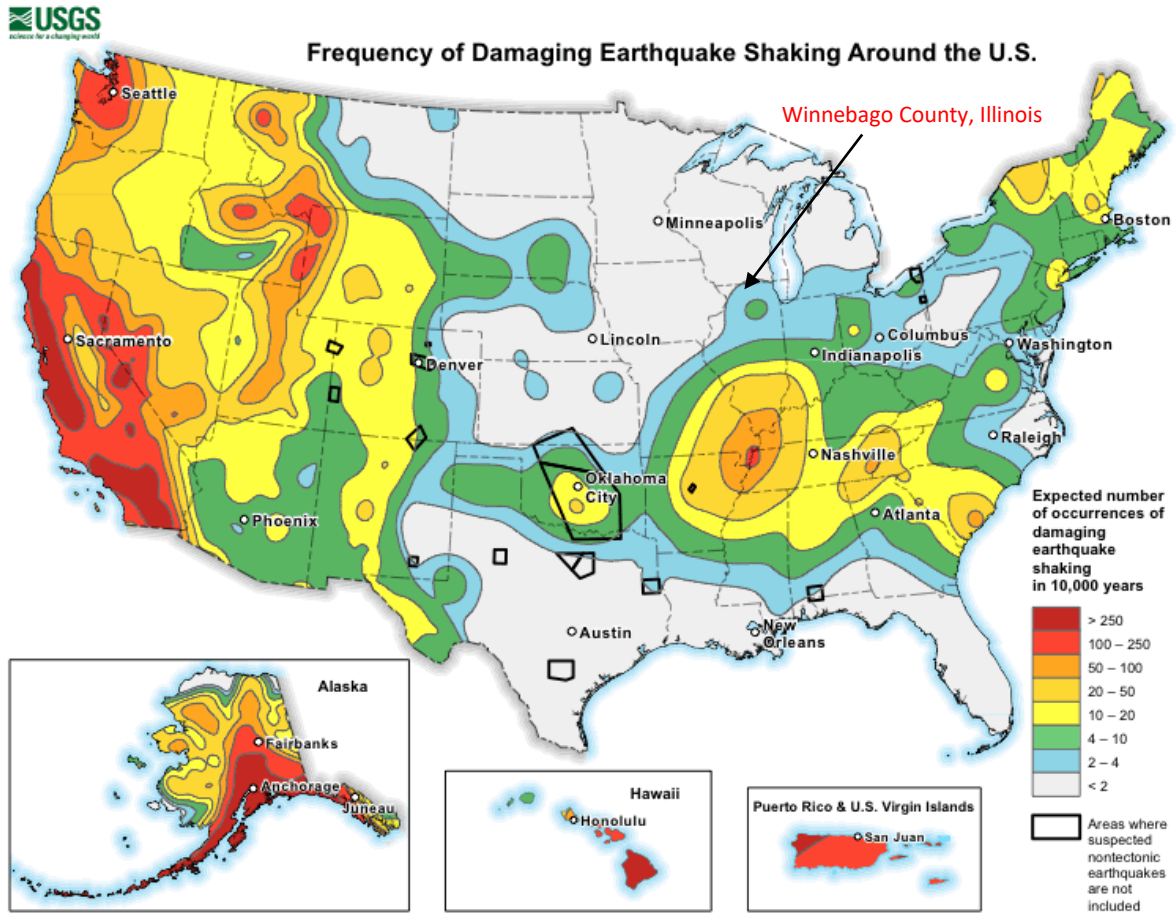 USGS
science for a changing world
Frequency of Damaging Earthquake Shaking Around the U.S.
Winnebago County, Illinois
Seattle
Minneapolis
Boston
Sacramento
Lincoln
Columbus
Washington
Indianapolis
Denver
Raleigh
Nashville
Oklahoma
City
Phoenix
Atlanta
Austin
New
Orleans
Expected number
of occurrences of
damaging
earthquake
shaking
in 10,000 years
> 250
100 – 250
50 – 100
20 – 50
10 – 20
4 – 10
2 – 4
< 2
Areas where
suspected
nontectonic
earthquakes
are not
included
Alaska
Fairbanks
Anchorage
Juneau
Hawaii
Honolulu
Puerto Rico & U.S. Virgin Islands
San Juan